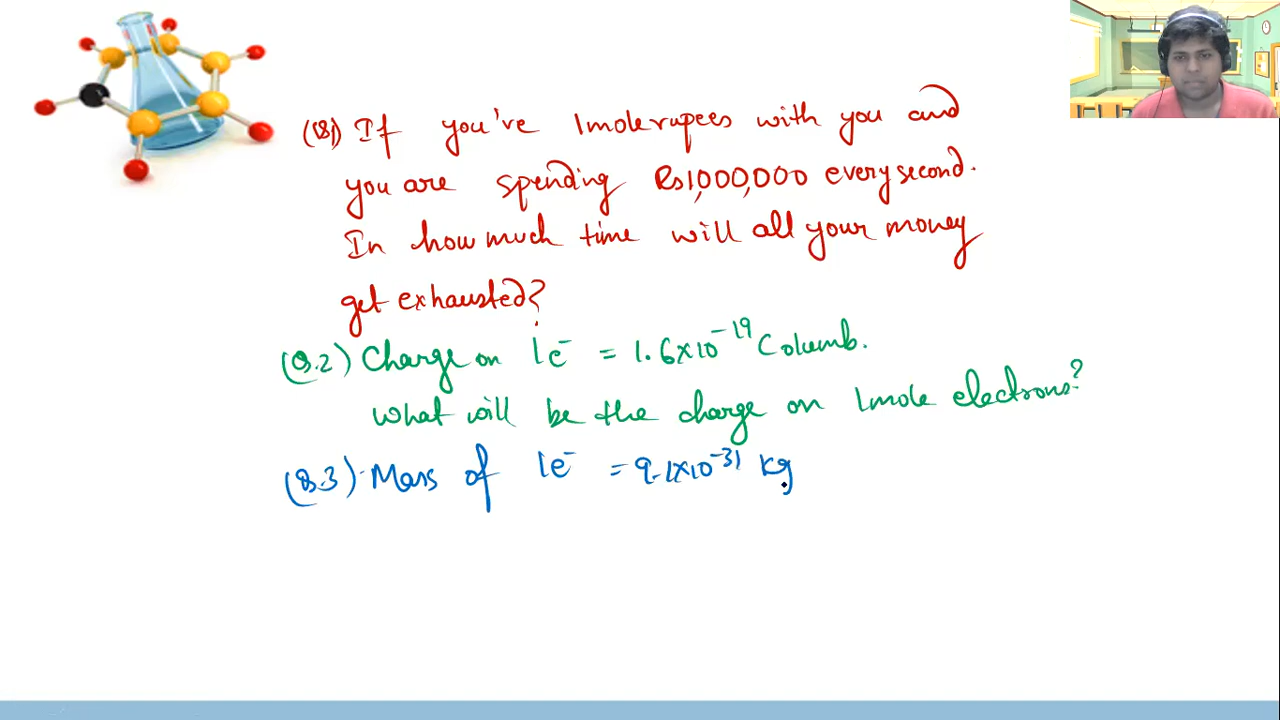 (Q1) If you've 1mole rupees with you and
you are spending Rs1,000,000 every second.
In how much time will all your money
get exhausted?
(Q.2) Charge on 1e⁻ = 1.6×10⁻¹⁹ Columb.
What will be the charge on 1mole electrons?
(Q.3) Mass of 1e⁻ = 9.1×10⁻³¹ kg